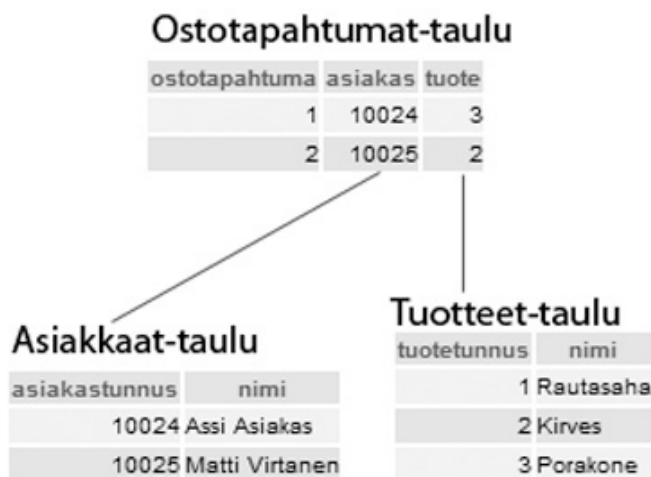 Ostotapahtumat-taulu
ostotapahtuma asiakas tuote
1 10024 3
2 10025 2
Asiakkaat-taulu
asiakastunnus nimi
10024 Assi Asiakas
10025 Matti Virtanen
Tuotteet-taulu
tuotetunnus nimi
1 Rautasaha
2 Kirves
3 Porakone